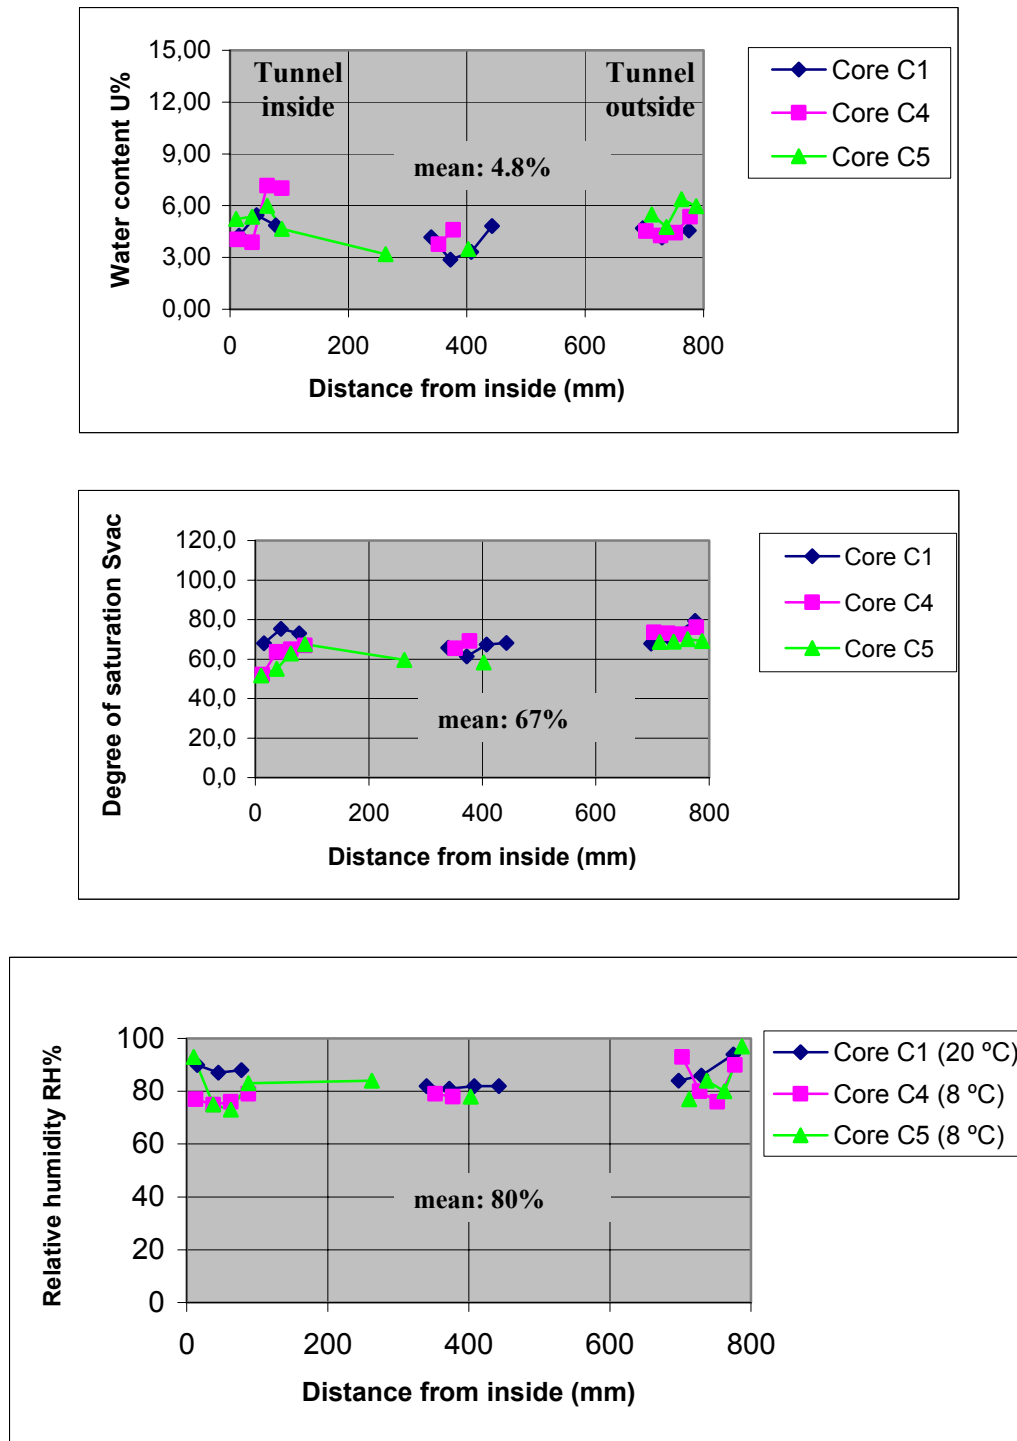 15,00
12,00
9,00
6,00
3,00
0,00
Water content U%
Tunnel
inside
Tunnel
outside
mean: 4.8%
0 200 400 600 800
Distance from inside (mm)
Core C1
Core C4
Core C5
120,0
100,0
80,0
60,0
40,0
20,0
0,0
Degree of saturation Svac
mean: 67%
0 200 400 600 800
Distance from inside (mm)
Core C1
Core C4
Core C5
100
80
60
40
20
0
Relative humidity RH%
mean: 80%
0 200 400 600 800
Distance from inside (mm)
Core C1 (20 ºC)
Core C4 (8 ºC)
Core C5 (8 ºC)